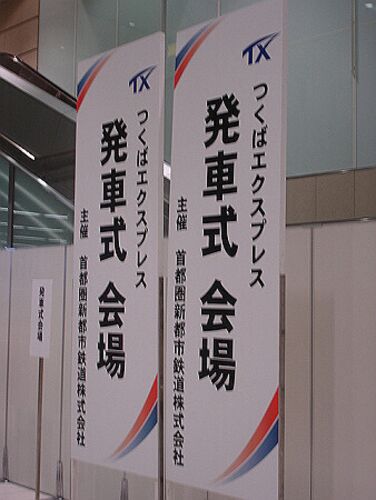 TX
つくばエクスプレス
発車式 会場
主催 首都圏新都市鉄道株式会社
TX
つくばエクスプレス
発車式 会場
主催 首都圏新都市鉄道株式会社
発車式会場